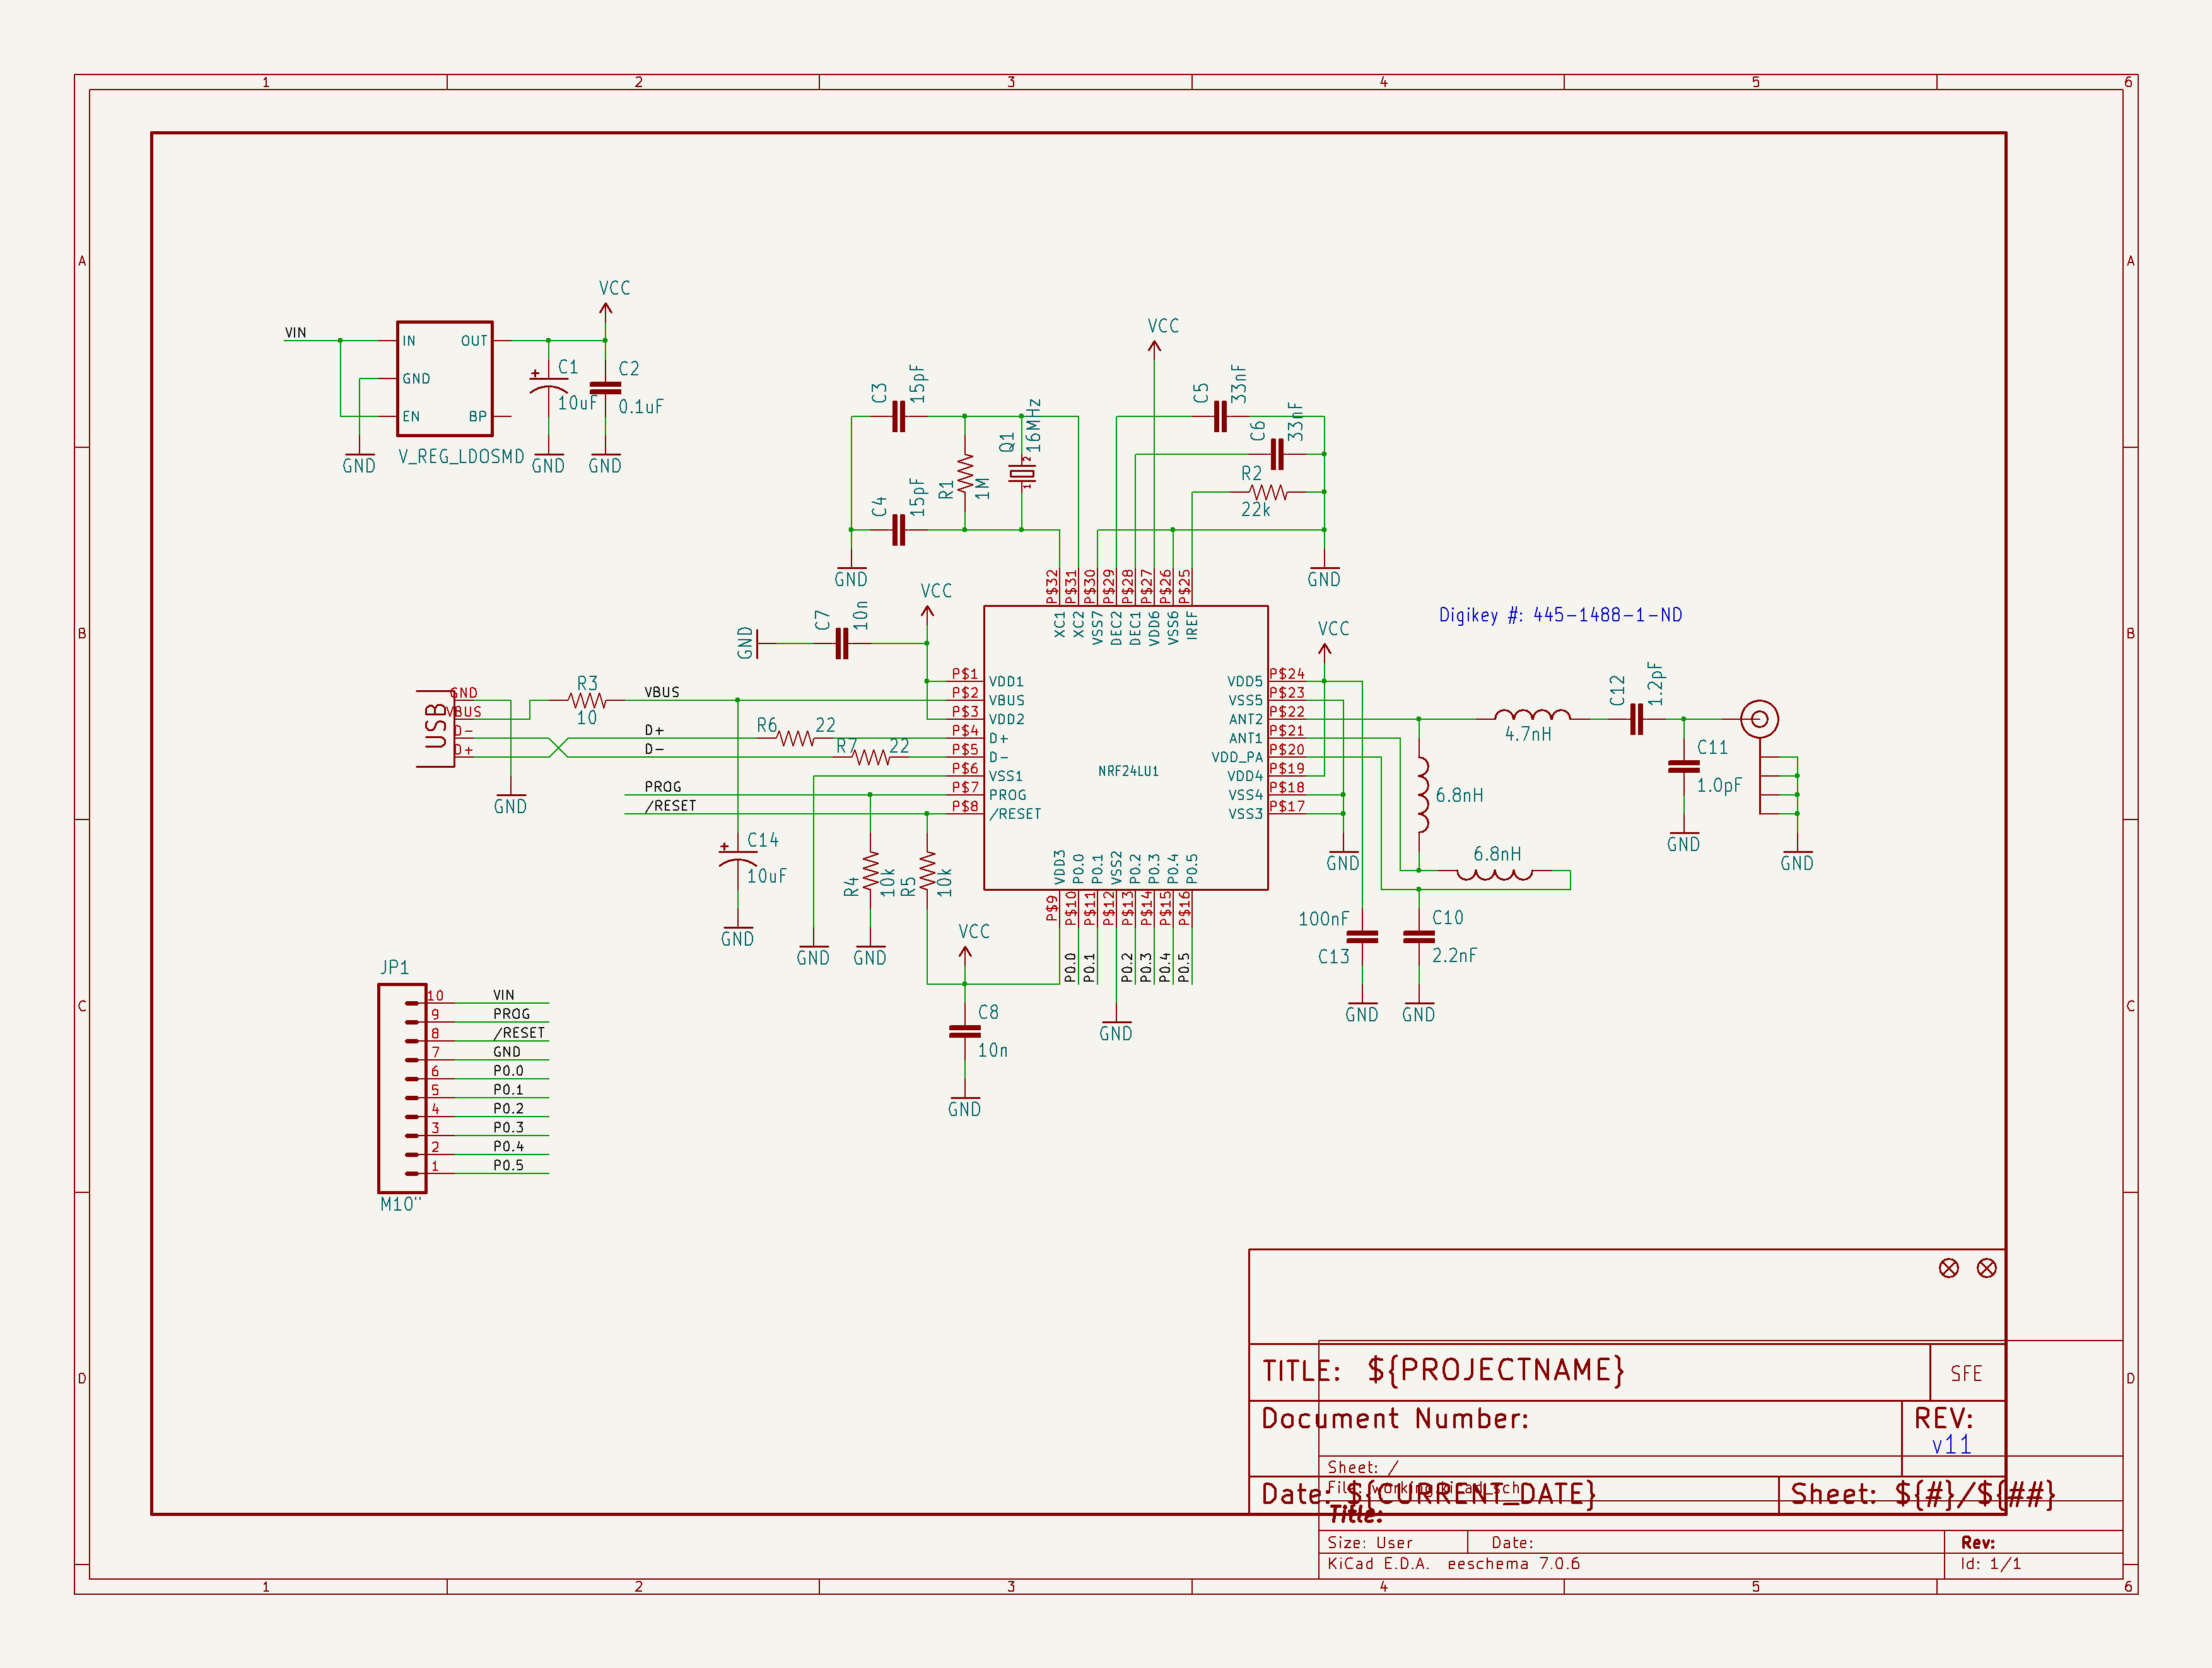 1 2 3 4 5 6
A A
B B
C C
D D
VCC
VIN
IN OUT
GND
EN BP
V_REG_LDOSMD
C1
10uF
C2
0.1uF
GND GND GND
C3 15pF
C4 15pF
R1 1M
Q1 16MHz
2
1
GND
VCC
C5 33nF
C6 33nF
R2
22k
GND
P$32 P$31 P$30 P$29 P$28 P$27 P$26 P$25
XC1 XC2 VSS7 DEC2 DEC1 VDD6 VSS6 IREF
VCC
C7 10n
GND
P$1 VDD1
P$2 VBUS
P$3 VDD2
P$4 D+
P$5 D-
P$6 VSS1
P$7 PROG
P$8 /RESET
NRF24LU1
VDD5 P$24
VSS5 P$23
ANT2 P$22
ANT1 P$21
VDD_PA P$20
VDD4 P$19
VSS4 P$18
VSS3 P$17
VDD3 P0.0 P0.1 VSS2 P0.2 P0.3 P0.4 P0.5
P$9 P$10 P$11 P$12 P$13 P$14 P$15 P$16
P0.0 P0.1 P0.2 P0.3 P0.4 P0.5
GND
USB
GND
VBUS
D-
D+
GND
R3
10
VBUS
D+
D-
R6 22
R7 22
PROG
/RESET
C14
10uF
GND
GND
R4 10k
GND
R5 10k
VCC
C8
10n
GND
Digikey #: 445-1488-1-ND
VCC
GND
4.7nH
6.8nH
6.8nH
C12 1.2pF
C11
1.0pF
GND
GND
100nF
C13
GND
C10
2.2nF
GND
JP1
10 VIN
9 PROG
8 /RESET
7 GND
6 P0.0
5 P0.1
4 P0.2
3 P0.3
2 P0.4
1 P0.5
M10"
TITLE: ${PROJECTNAME}
SFE
Document Number:
REV:
v11
Date: ${CURRENT_DATE}
Sheet: ${#}/${##}
Sheet: /
File: working.kicad_sch
Title:
Size: User Date: Rev:
KiCad E.D.A. eeschema 7.0.6 Id: 1/1
1 2 3 4 5 6